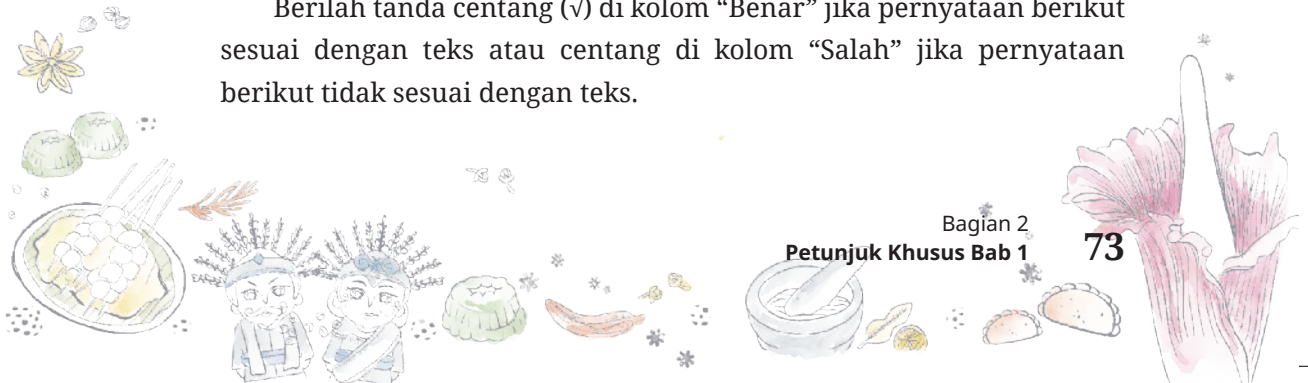 Berilah tanda centang (√) di kolom “Benar” jika pernyataan berikut
sesuai dengan teks atau centang di kolom “Salah” jika pernyataan
berikut tidak sesuai dengan teks.
Bagian 2
Petunjuk Khusus Bab 1
73